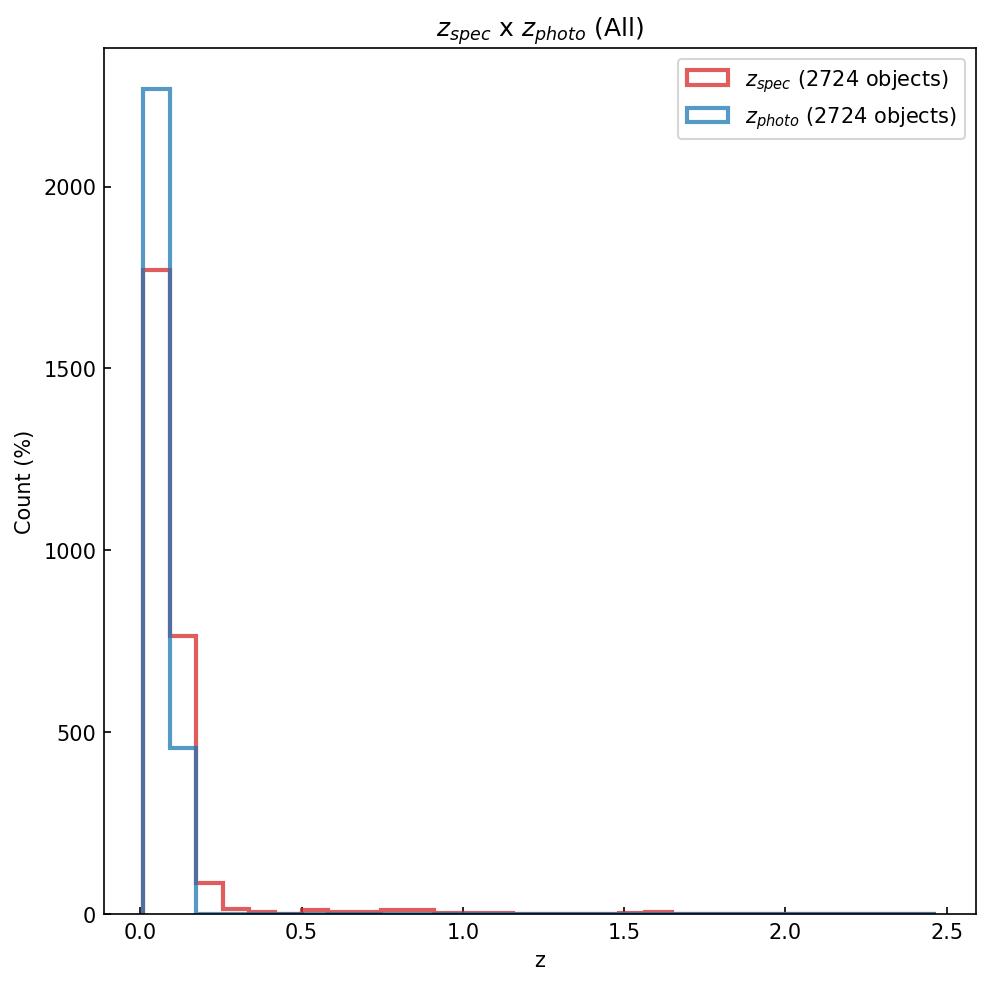 z_spec x z_photo (All)
z_spec (2724 objects)
z_photo (2724 objects)
Count (%)
2000
1500
1000
500
0
0.0 0.5 1.0 1.5 2.0 2.5
z